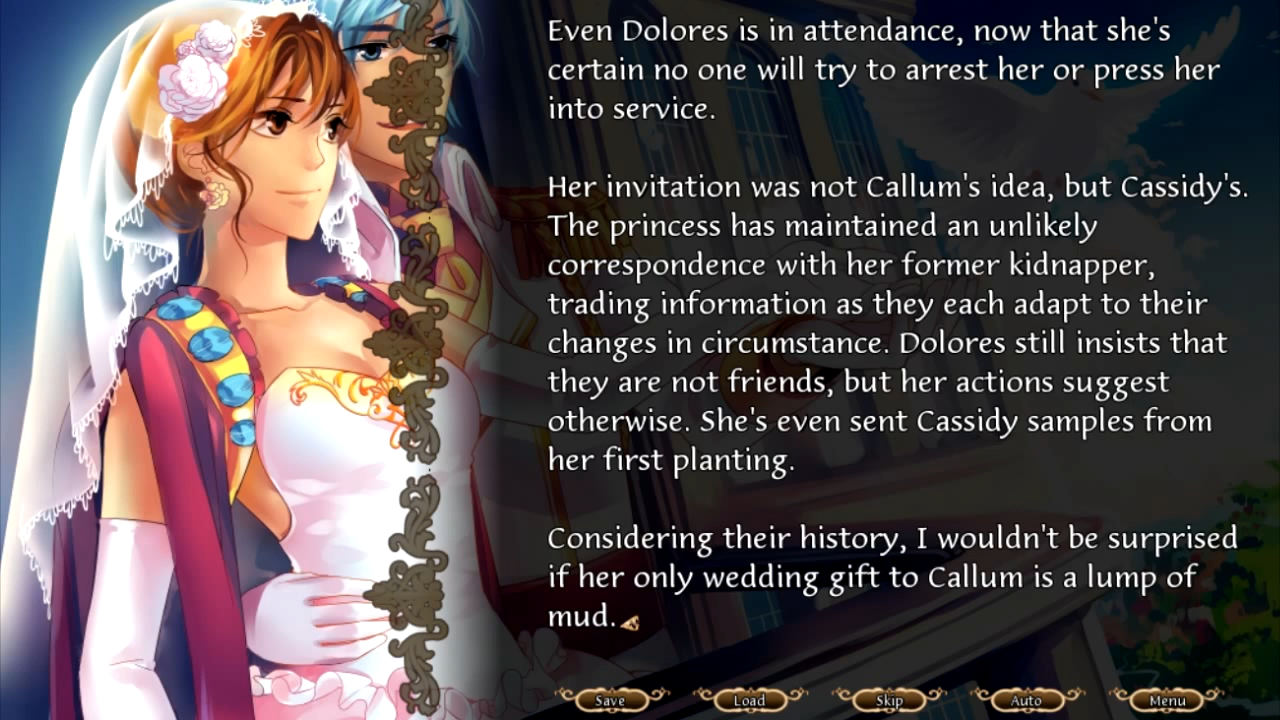 Even Dolores is in attendance, now that she's
certain no one will try to arrest her or press her
into service.
Her invitation was not Callum's idea, but Cassidy's.
The princess has maintained an unlikely
correspondence with her former kidnapper,
trading information as they each adapt to their
changes in circumstance. Dolores still insists that
they are not friends, but her actions suggest
otherwise. She's even sent Cassidy samples from
her first planting.
Considering their history, I wouldn't be surprised
if her only wedding gift to Callum is a lump of
mud.
Save Load Skip Auto Menu